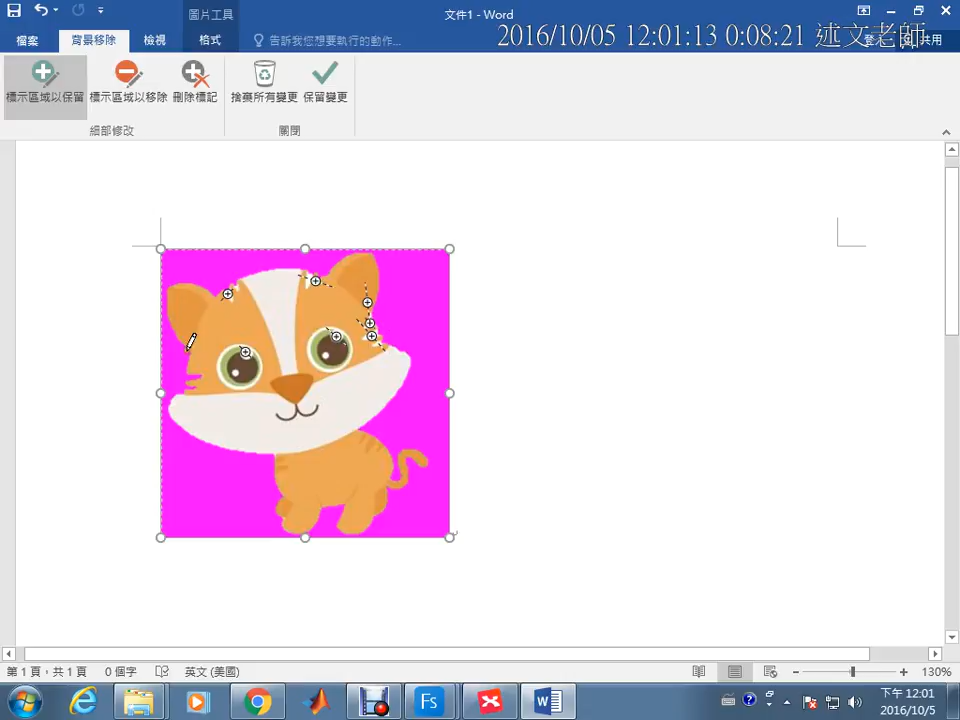 圖片工具
文件1 - Word
2016/10/05 12:01:13 0:08:21 述文老師
檔案
背景移除
檢視
格式
告訴我您想要執行的動作...
共用
標示區域以保留
標示區域以移除
刪除標記
捨棄所有變更
保留變更
細部修改
關閉
第 1 頁，共 1 頁
0 個字
英文 (美國)
130%
Fs
下午 12:01
2016/10/5